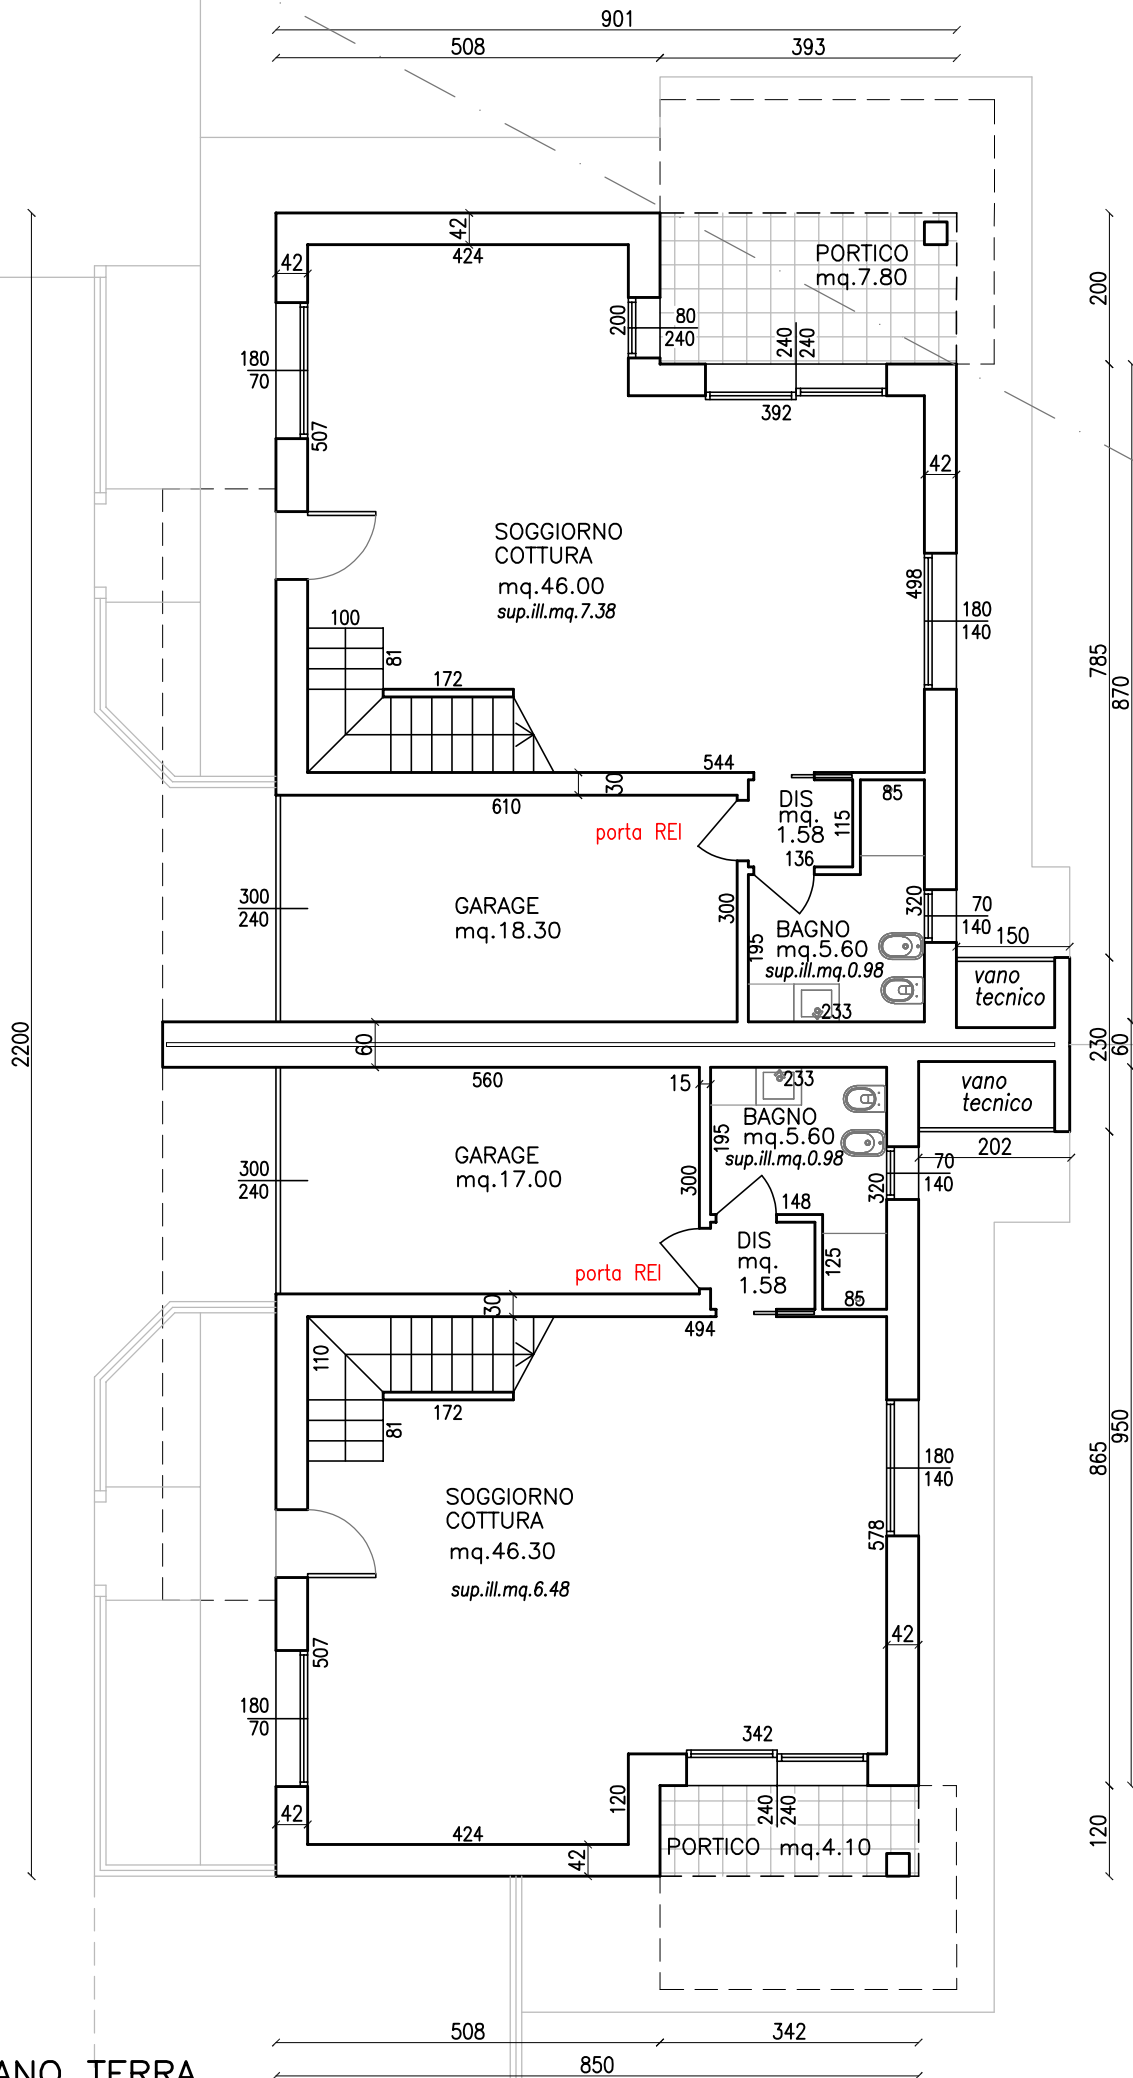 901
508
393
42
424
42
PORTICO
mq.7.80
200
200
80
240
240
240
180
70
392
507
42
SOGGIORNO
COTTURA
mq.46.00
sup.ill.mq.7.38
498
180
140
100
81
172
785
870
544
30
610
porta REI
DIS
mq.
1.58
115
85
136
300
240
GARAGE
mq.18.30
300
320
70
140
BAGNO
mq.5.60
sup.ill.mq.0.98
195
150
233
vano
tecnico
2200
60
230
60
560
15
233
vano
tecnico
BAGNO
mq.5.60
sup.ill.mq.0.98
195
202
GARAGE
mq.17.00
300
240
300
320
70
140
148
DIS
mq.
1.58
125
porta REI
85
30
494
110
172
81
865
950
180
140
SOGGIORNO
COTTURA
mq.46.30
sup.ill.mq.6.48
578
507
42
180
70
342
120
240
240
42
424
42
PORTICO mq.4.10
120
508
342
850
ANO TERRA